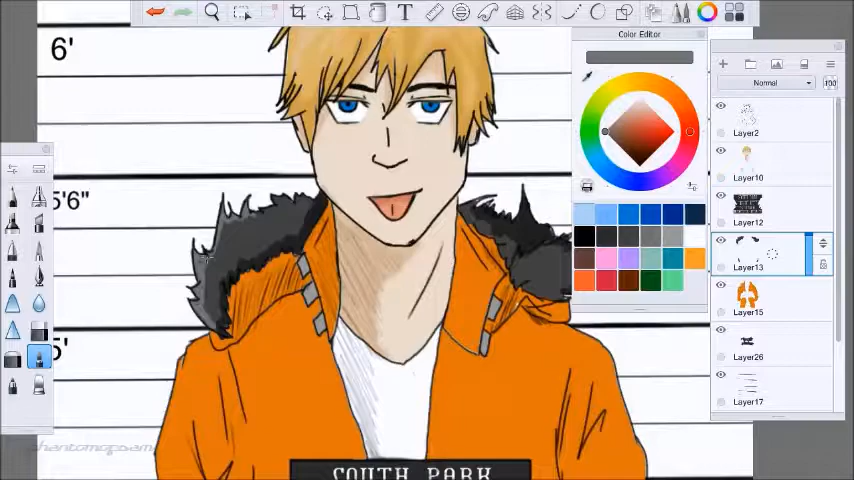 6'
Color Editor
Normal
100
Layer2
Layer10
5'6"
Layer12
Layer13
Layer15
5'
Layer26
Layer17
SOUTH PARK